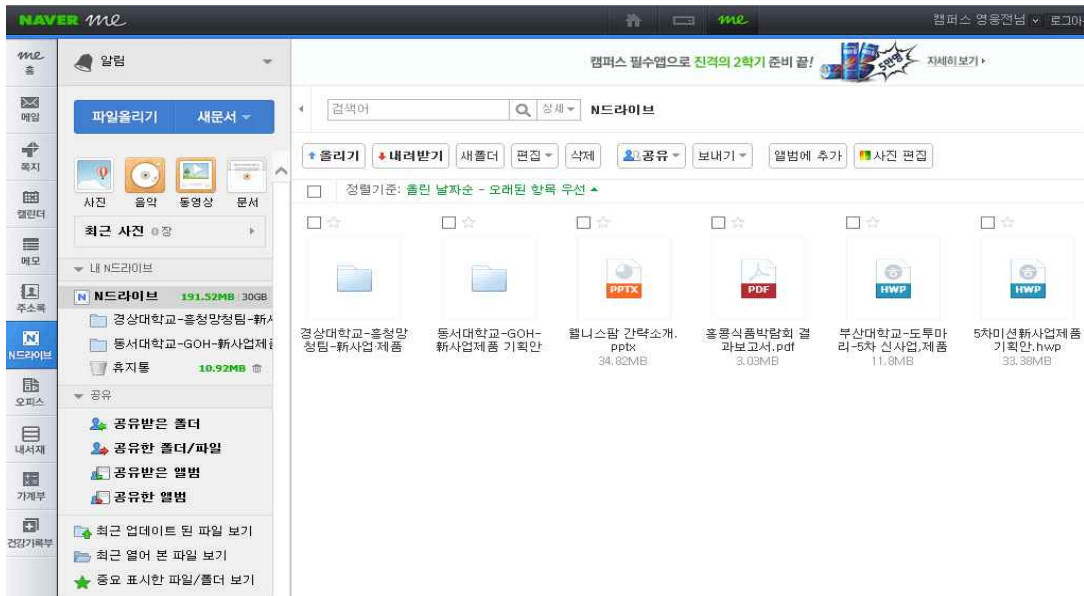 NAVER me
me
캠퍼스 영웅전님
로그아
me
홈
메일
쪽지
캘린더
메모
주소록
N드라이브
오피스
내서재
가계부
건강기록부
알림
파일올리기
새문서
사진
음악
동영상
문서
최근 사진 0장
내 N드라이브
N드라이브 191.52MB 30GB
경상대학교-흥청망청팀-新사
동서대학교-GOH-新사업제품
휴지통 10.92MB
공유
공유받은 폴더
공유한 폴더/파일
공유받은 앨범
공유한 앨범
최근 업데이트 된 파일 보기
최근 열어 본 파일 보기
중요 표시한 파일/폴더 보기
캠퍼스 필수앱으로 진격의 2학기 준비 끝!
5만명
자세히보기
검색어
상세
N드라이브
올리기
내려받기
새폴더
편집
삭제
공유
보내기
앨범에 추가
사진 편집
정렬기준: 올린 날짜순 - 오래된 항목 우선
경상대학교-흥청망
청팀-新사업·제품
동서대학교-GOH-
新사업제품 기획안
PPTX
웰니스팜 간략소개.
pptx
34.82MB
PDF
홍콩식품박람회 결
과보고서.pdf
3.03MB
HWP
부산대학교-도투마
리-5차 신사업,제품
11.8MB
HWP
5차미션新사업제품
기획안.hwp
33.38MB